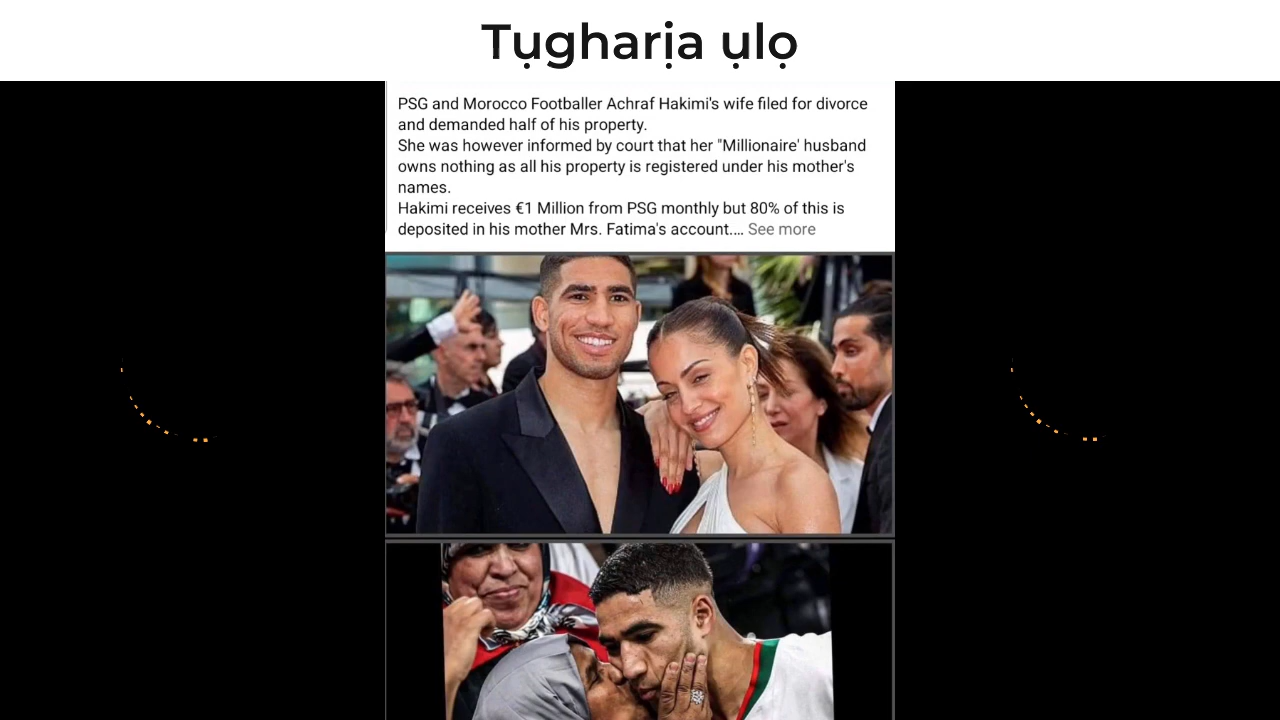 Tụgharịa ụlọ
PSG and Morocco Footballer Achraf Hakimi's wife filed for divorce
and demanded half of his property.
She was however informed by court that her "Millionaire' husband
owns nothing as all his property is registered under his mother's
names.
Hakimi receives €1 Million from PSG monthly but 80% of this is
deposited in his mother Mrs. Fatima's account.... See more